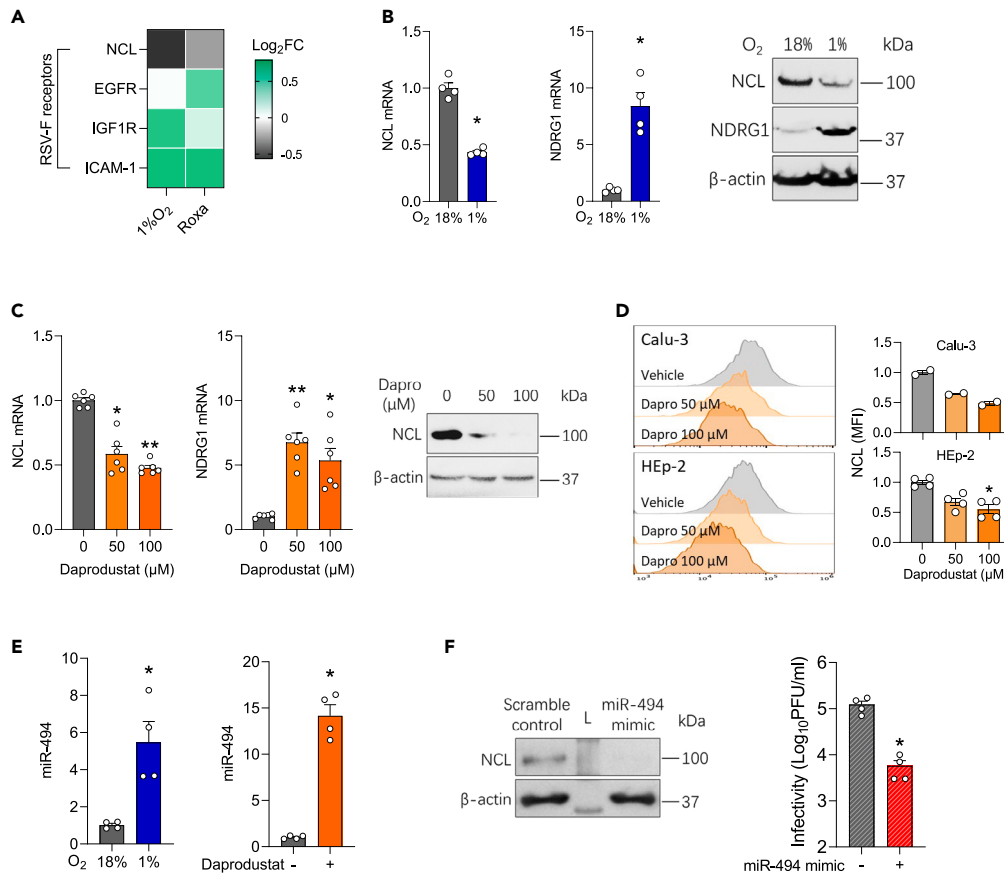 A
RSV-F receptors
NCL
EGFR
IGF1R
ICAM-1
1%O₂
Roxa
Log₂FC
0.5
0
-0.5
B
NCL mRNA
1.5
1.0
0.5
0.0
*
O₂ 18% 1%
NDRG1 mRNA
15
10
5
0
*
O₂ 18% 1%
O₂ 18% 1% kDa
NCL 100
NDRG1 37
β-actin 37
C
NCL mRNA
1.5
1.0
0.5
0.0
* **
0 50 100
Daprodustat (μM)
NDRG1 mRNA
15
10
5
0
** *
0 50 100
Daprodustat (μM)
Dapro
(μM) 0 50 100 kDa
NCL 100
β-actin 37
D
Calu-3
Vehicle
Dapro 50 μM
Dapro 100 μM
HEp-2
Vehicle
Dapro 50 μM
Dapro 100 μM
10³ 10⁴ 10⁵ 10⁶
NCL (MFI)
Calu-3
1.5
1.0
0.5
0.0
HEp-2
1.5
1.0
0.5
0.0
*
0 50 100
Daprodustat (μM
E
miR-494
10
8
6
4
2
0
*
O₂ 18% 1%
miR-494
20
15
10
5
0
*
Daprodustat - +
F
Scramble
control
L
miR-494
mimic
kDa
NCL 100
β-actin 37
Infectivity (Log₁₀PFU/ml)
6
5
4
3
2
*
miR-494 mimic - +